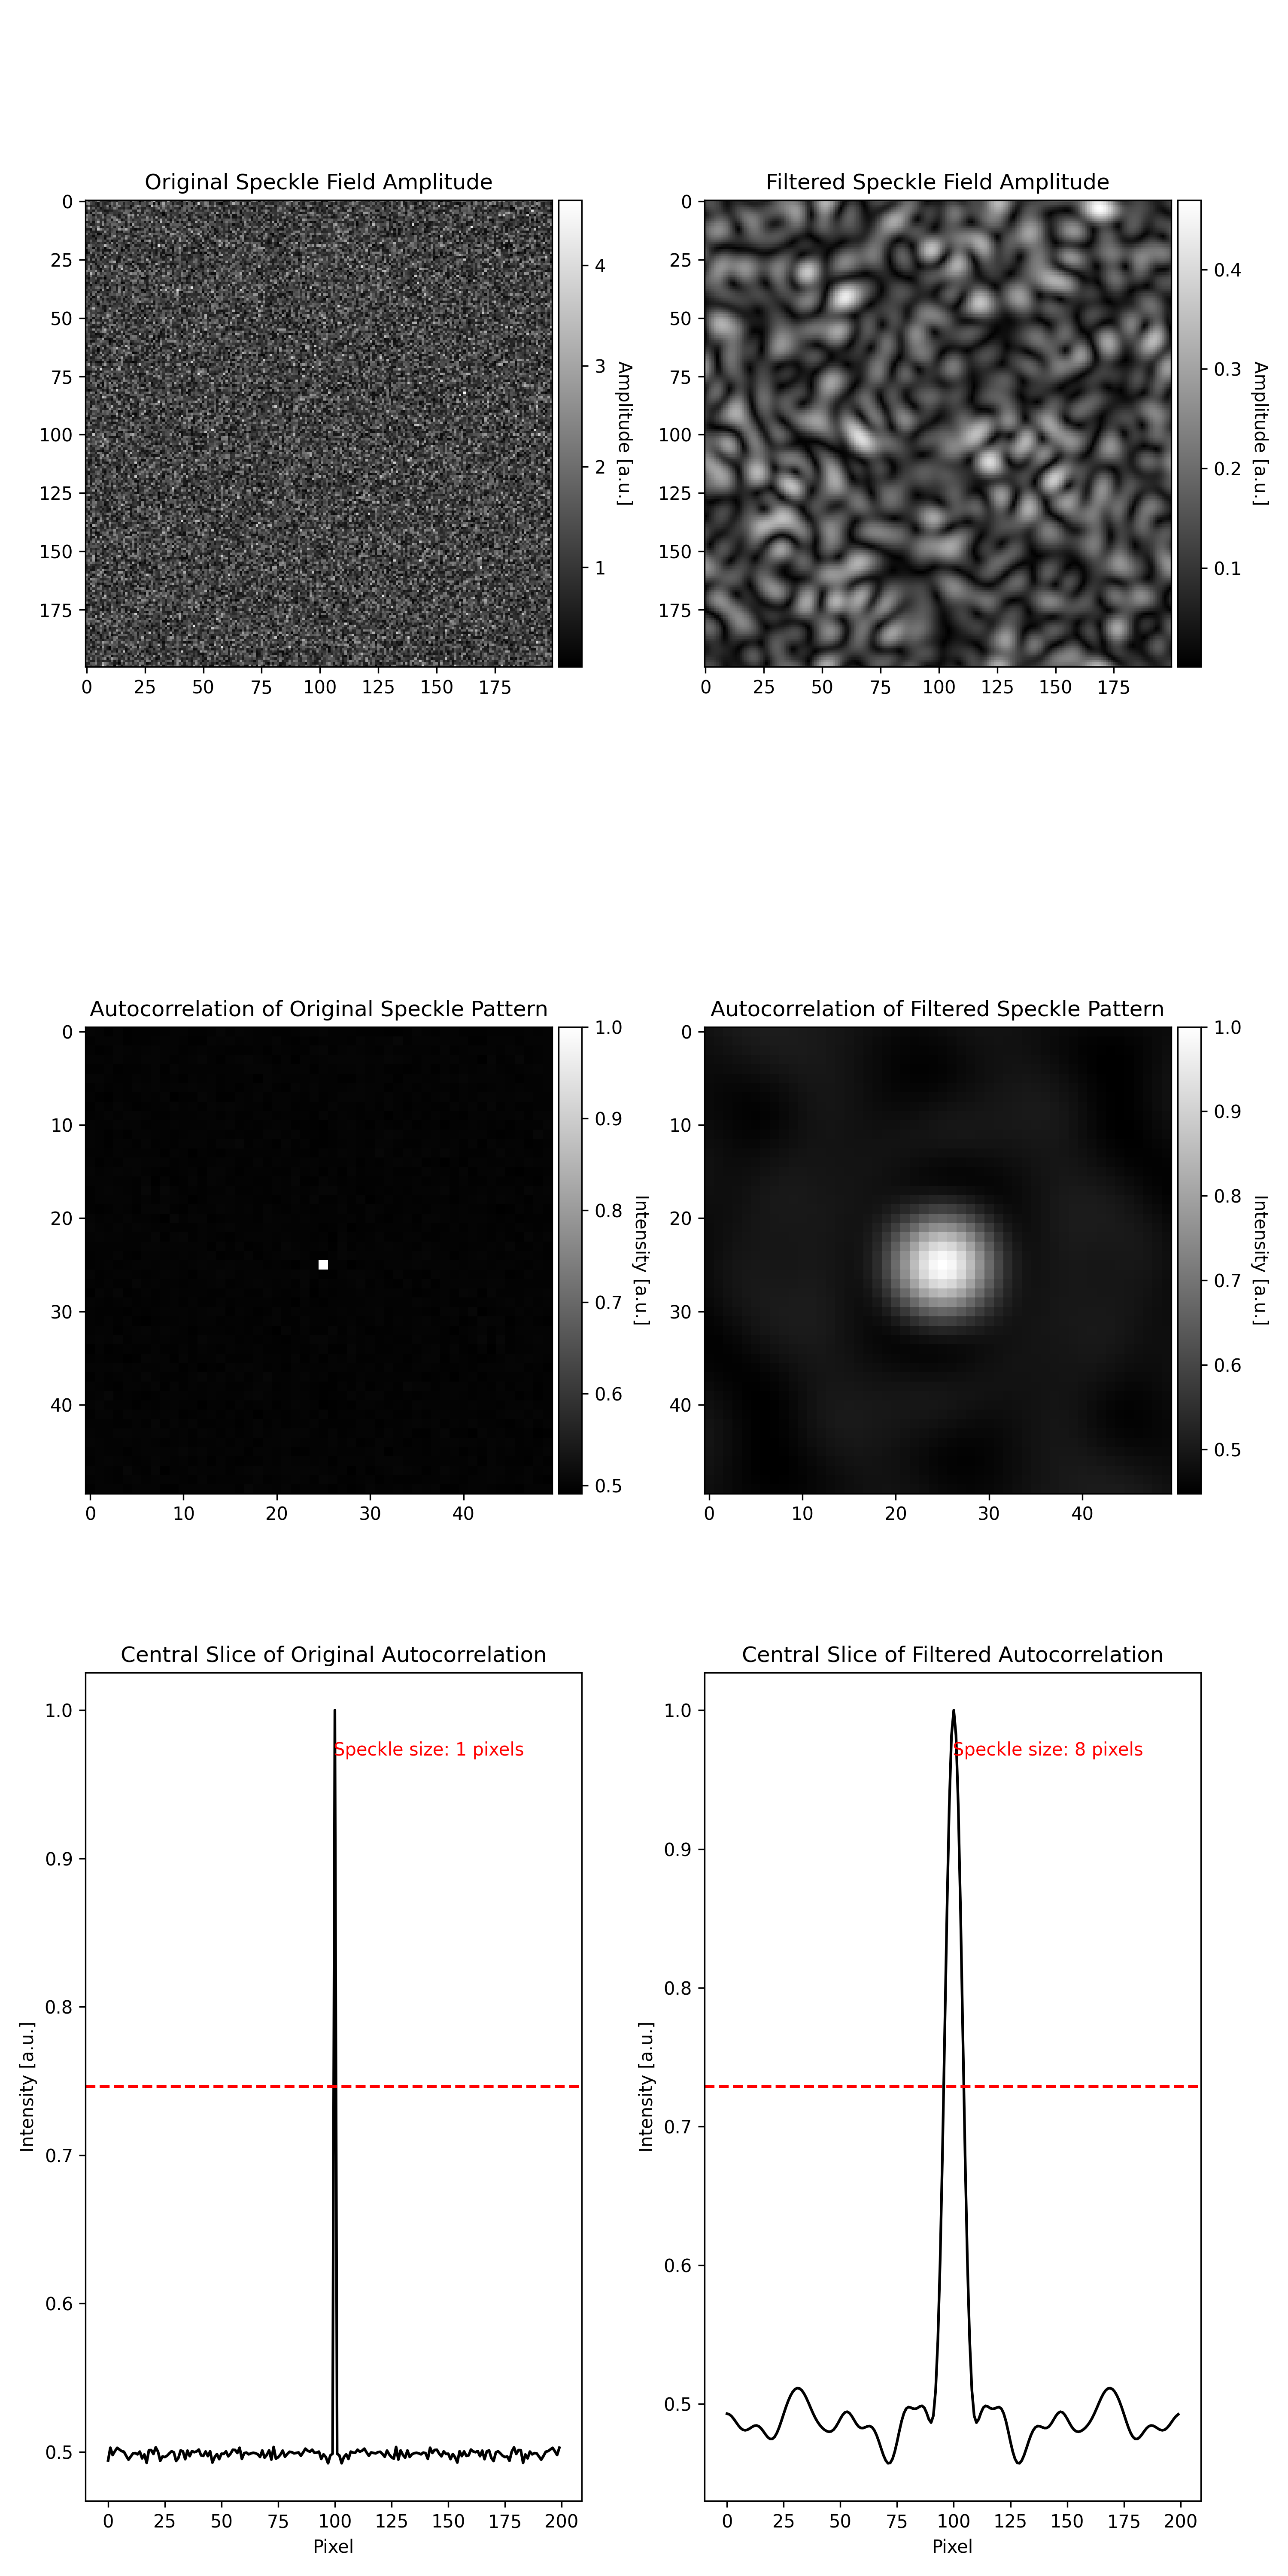 Original Speckle Field Amplitude
0
25
50
75
100
125
150
175
0 25 50 75 100 125 150 175
4
3
2
1
Amplitude [a.u.]
Filtered Speckle Field Amplitude
0
25
50
75
100
125
150
175
0 25 50 75 100 125 150 175
0.4
0.3
0.2
0.1
Amplitude [a.u.]
Autocorrelation of Original Speckle Pattern
0
10
20
30
40
0 10 20 30 40
1.0
0.9
0.8
0.7
0.6
0.5
Intensity [a.u.]
Autocorrelation of Filtered Speckle Pattern
0
10
20
30
40
0 10 20 30 40
1.0
0.9
0.8
0.7
0.6
0.5
Intensity [a.u.]
Central Slice of Original Autocorrelation
1.0
0.9
0.8
0.7
0.6
0.5
Intensity [a.u.]
Speckle size: 1 pixels
0 25 50 75 100 125 150 175 200
Pixel
Central Slice of Filtered Autocorrelation
1.0
0.9
0.8
0.7
0.6
0.5
Intensity [a.u.]
Speckle size: 8 pixels
0 25 50 75 100 125 150 175 200
Pixel